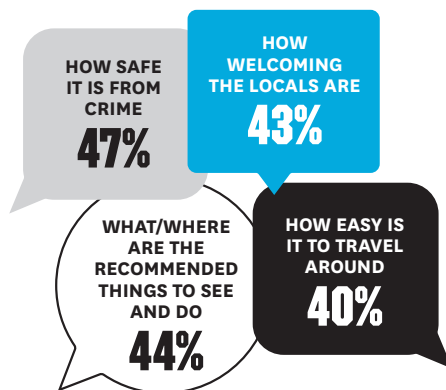 HOW SAFE
IT IS FROM
CRIME
47%
HOW
WELCOMING
THE LOCALS ARE
43%
WHAT/WHERE
ARE THE
RECOMMENDED
THINGS TO SEE
AND DO
44%
HOW EASY IS
IT TO TRAVEL
AROUND
40%